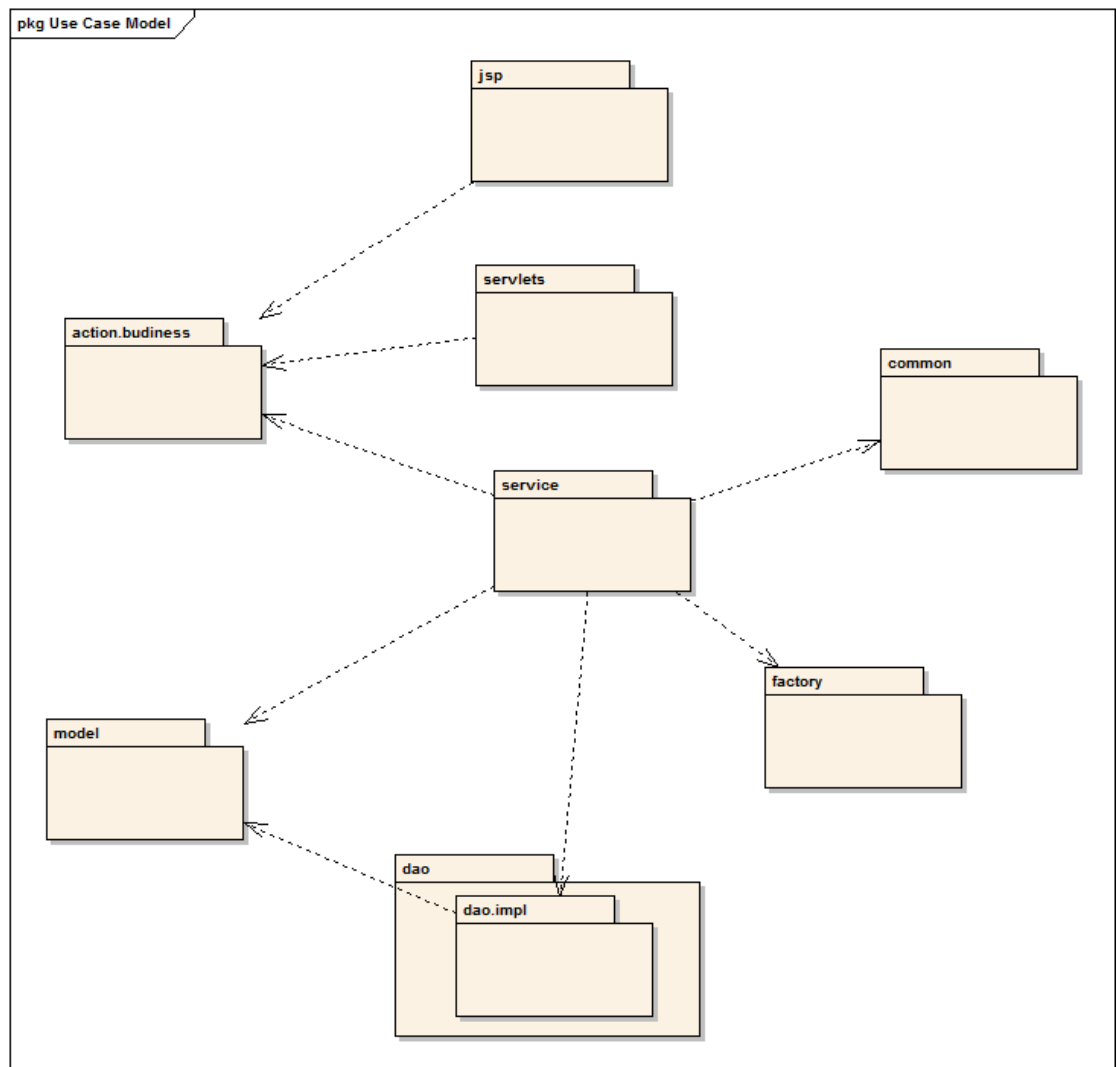 pkg Use Case Model
jsp
servlets
action.budiness
common
service
factory
model
dao
dao.impl